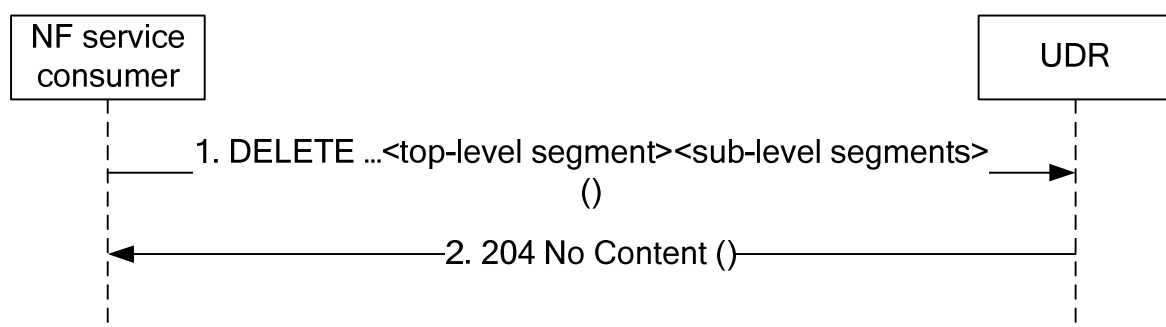 NF service
consumer
UDR
1. DELETE …<top-level segment><sub-level segments>
()
2. 204 No Content ()